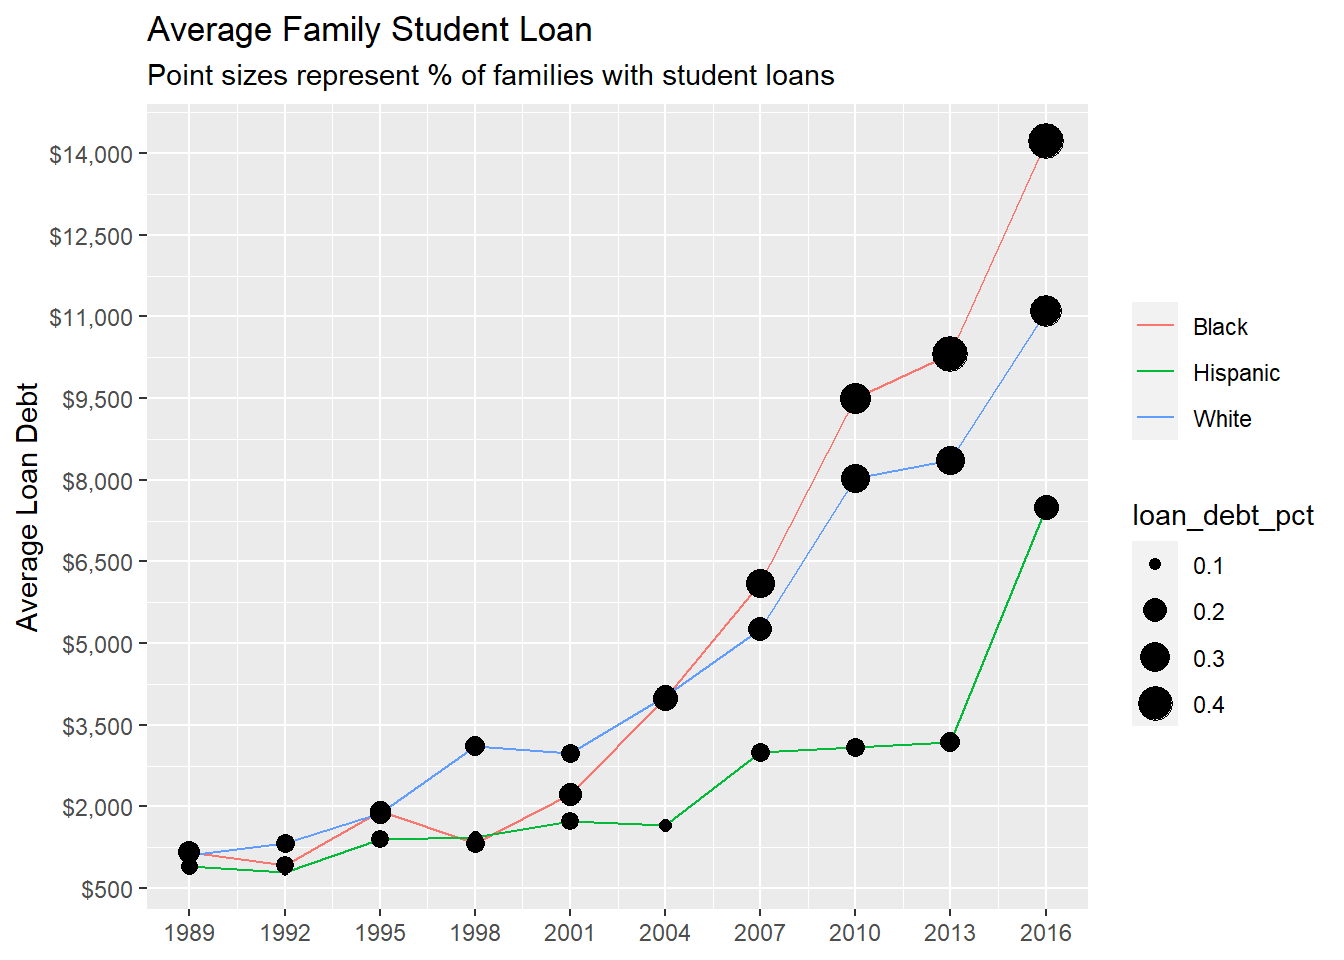 Average Family Student Loan
Point sizes represent % of families with student loans
Average Loan Debt
$14,000
$12,500
$11,000
$9,500
$8,000
$6,500
$5,000
$3,500
$2,000
$500
1989 1992 1995 1998 2001 2004 2007 2010 2013 2016
Black
Hispanic
White
loan_debt_pct
0.1
0.2
0.3
0.4